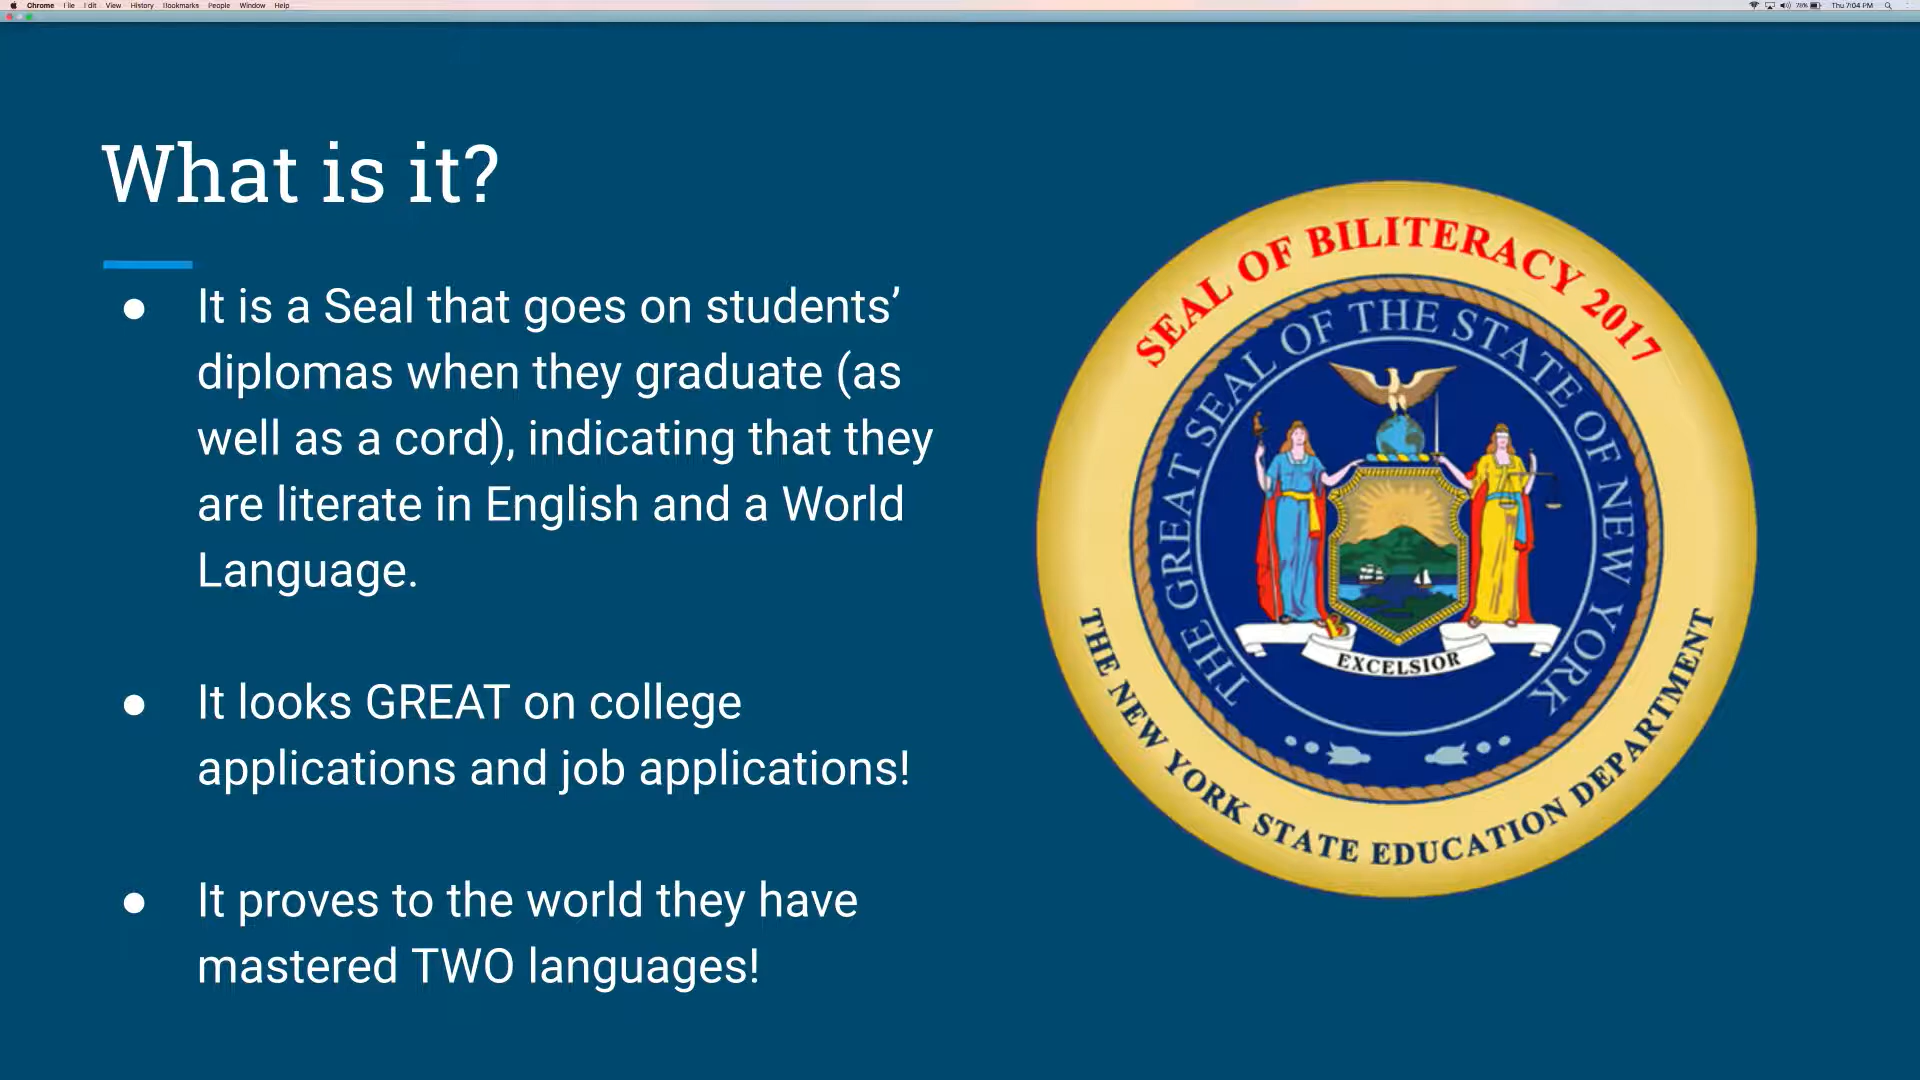 Chrome File Edit View History Bookmarks People Window Help
78% Thu 7:04 PM
What is it?
● It is a Seal that goes on students’
diplomas when they graduate (as
well as a cord), indicating that they
are literate in English and a World
Language.
● It looks GREAT on college
applications and job applications!
● It proves to the world they have
mastered TWO languages!
SEAL OF BILITERACY 2017
THE GREAT SEAL OF THE STATE OF NEW YORK
EXCELSIOR
THE NEW YORK STATE EDUCATION DEPARTMENT